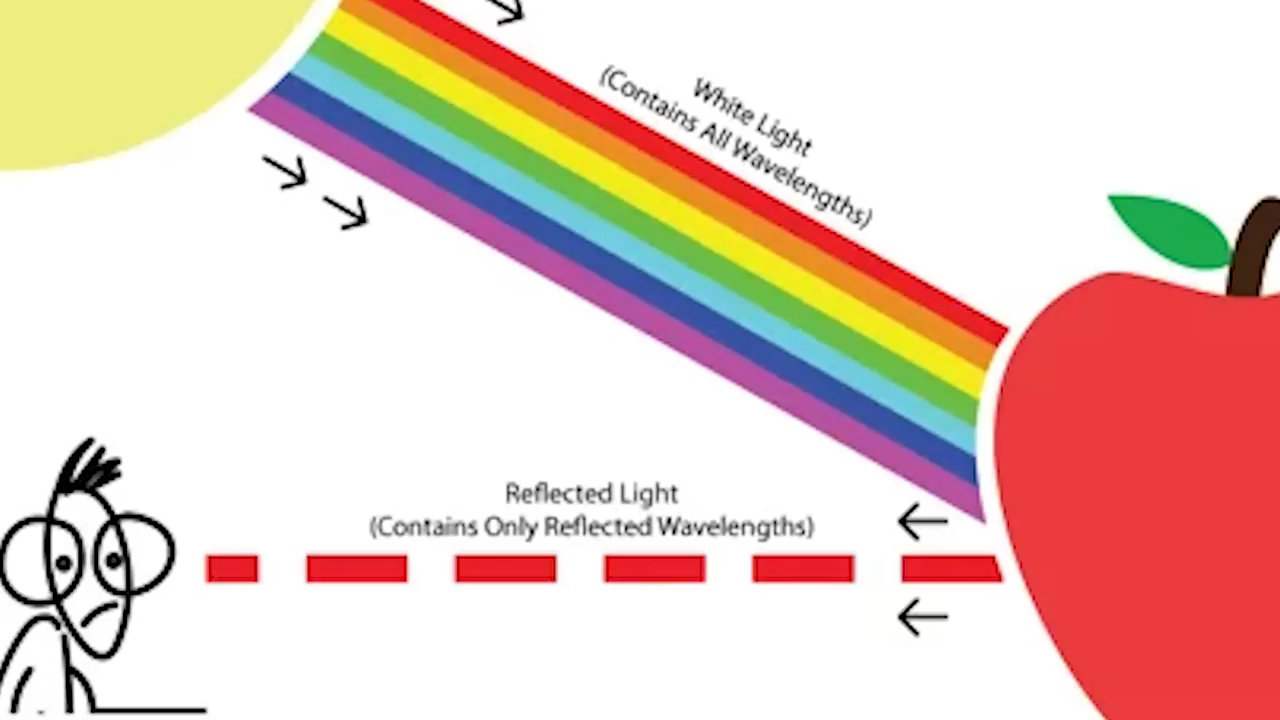 White Light
(Contains All Wavelengths)
Reflected Light
(Contains Only Reflected Wavelengths)